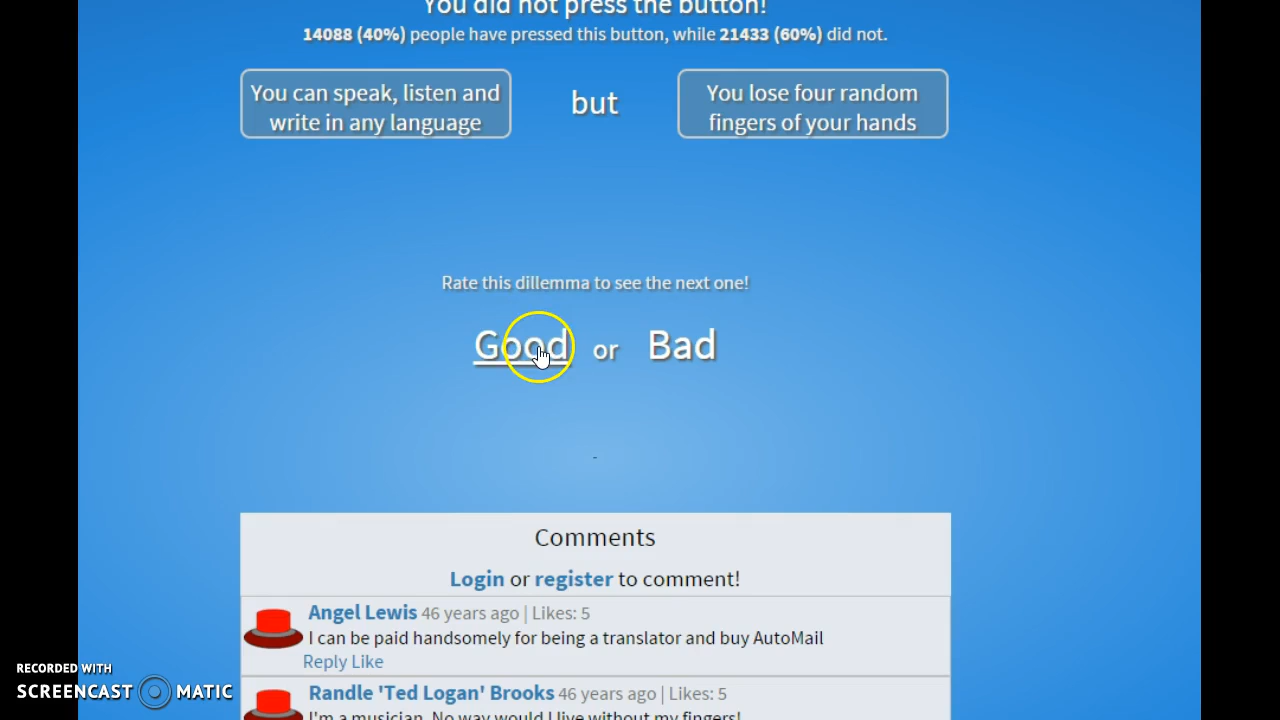 You did not press the button!
14088 (40%) people have pressed this button, while 21433 (60%) did not.
You can speak, listen and
write in any language
but
You lose four random
fingers of your hands
Rate this dillemma to see the next one!
Good or Bad
-
Comments
Login or register to comment!
Angel Lewis 46 years ago | Likes: 5
I can be paid handsomely for being a translator and buy AutoMail
Reply Like
Randle 'Ted Logan' Brooks 46 years ago | Likes: 5
I'm a musician. No way would I live without my fingers!
RECORDED WITH
SCREENCAST MATIC